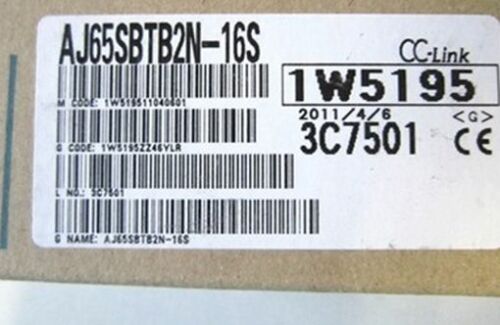 AJ65SBTB2N-16S
CC-Link
1W5195
M CODE: 1W519511040601
2011/4/6
<G>
3C7501
CE
G CODE: 1W5195ZZ46YLR
L NO.: 3C7501
G NAME: AJ65SBTB2N-16S